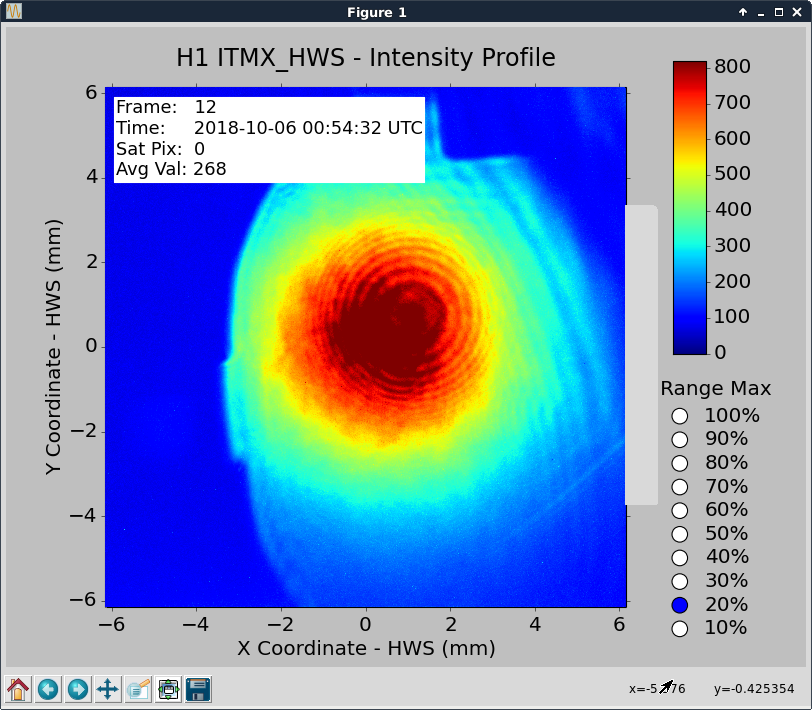 Figure 1
H1 ITMX_HWS - Intensity Profile
Frame: 12
Time: 2018-10-06 00:54:32 UTC
Sat Pix: 0
Avg Val: 268
6
4
2
0
−2
−4
−6
Y Coordinate - HWS (mm)
−6 −4 −2 0 2 4 6
X Coordinate - HWS (mm)
800
700
600
500
400
300
200
100
0
Range Max
100%
90%
80%
70%
60%
50%
40%
30%
20%
10%
y=-0.425354